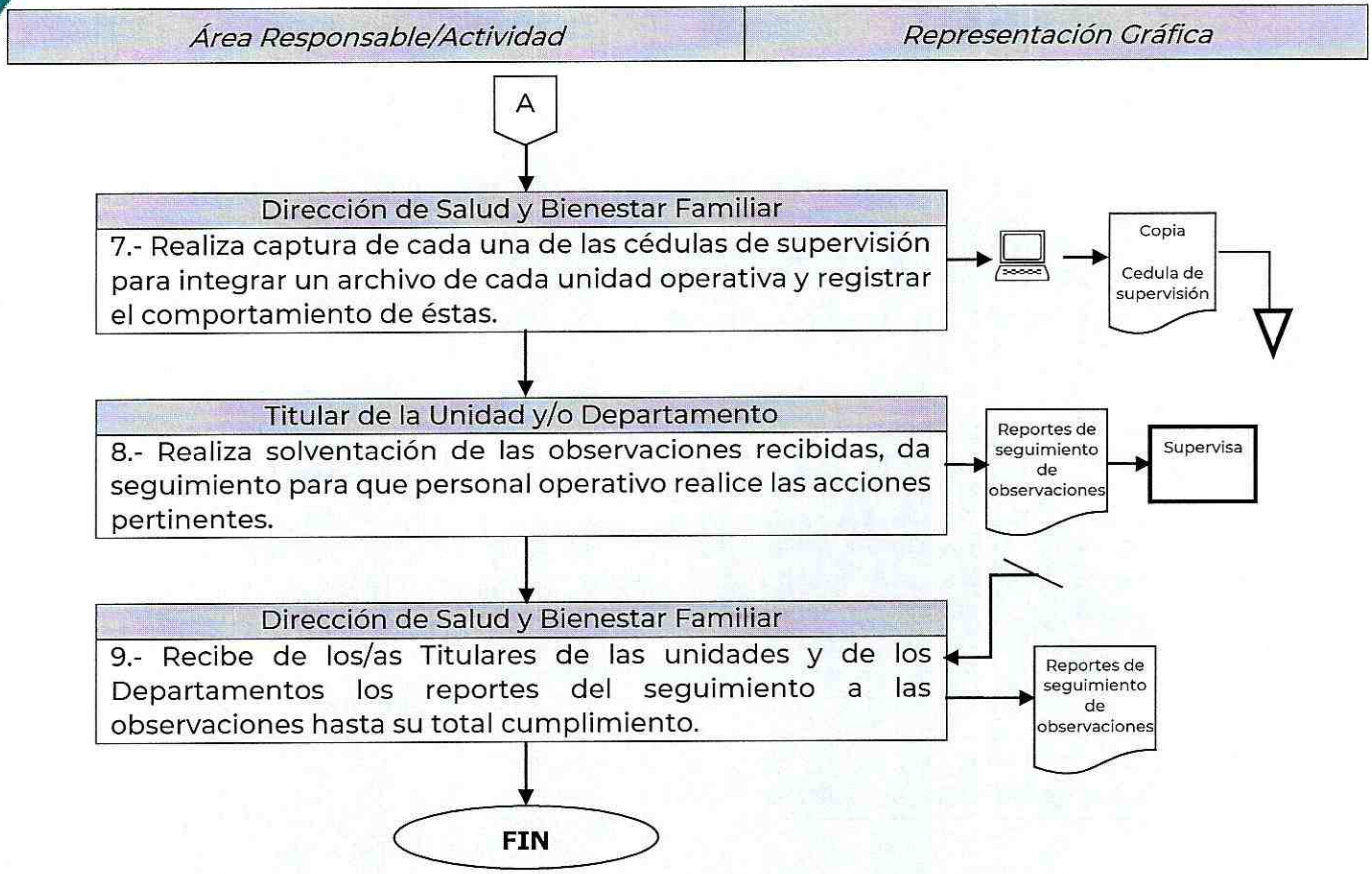 Área Responsable/Actividad
Representación Gráfica
A
Dirección de Salud y Bienestar Familiar
7.- Realiza captura de cada una de las cédulas de supervisión
para integrar un archivo de cada unidad operativa y registrar
el comportamiento de éstas.
Copia
Cedula de
supervisión
Titular de la Unidad y/o Departamento
8.- Realiza solventación de las observaciones recibidas, da
seguimiento para que personal operativo realice las acciones
pertinentes.
Reportes de
seguimiento
de
observaciones
Supervisa
Dirección de Salud y Bienestar Familiar
9.- Recibe de los/as Titulares de las unidades y de los
Departamentos los reportes del seguimiento a las
observaciones hasta su total cumplimiento.
Reportes de
seguimiento
de
observaciones
FIN